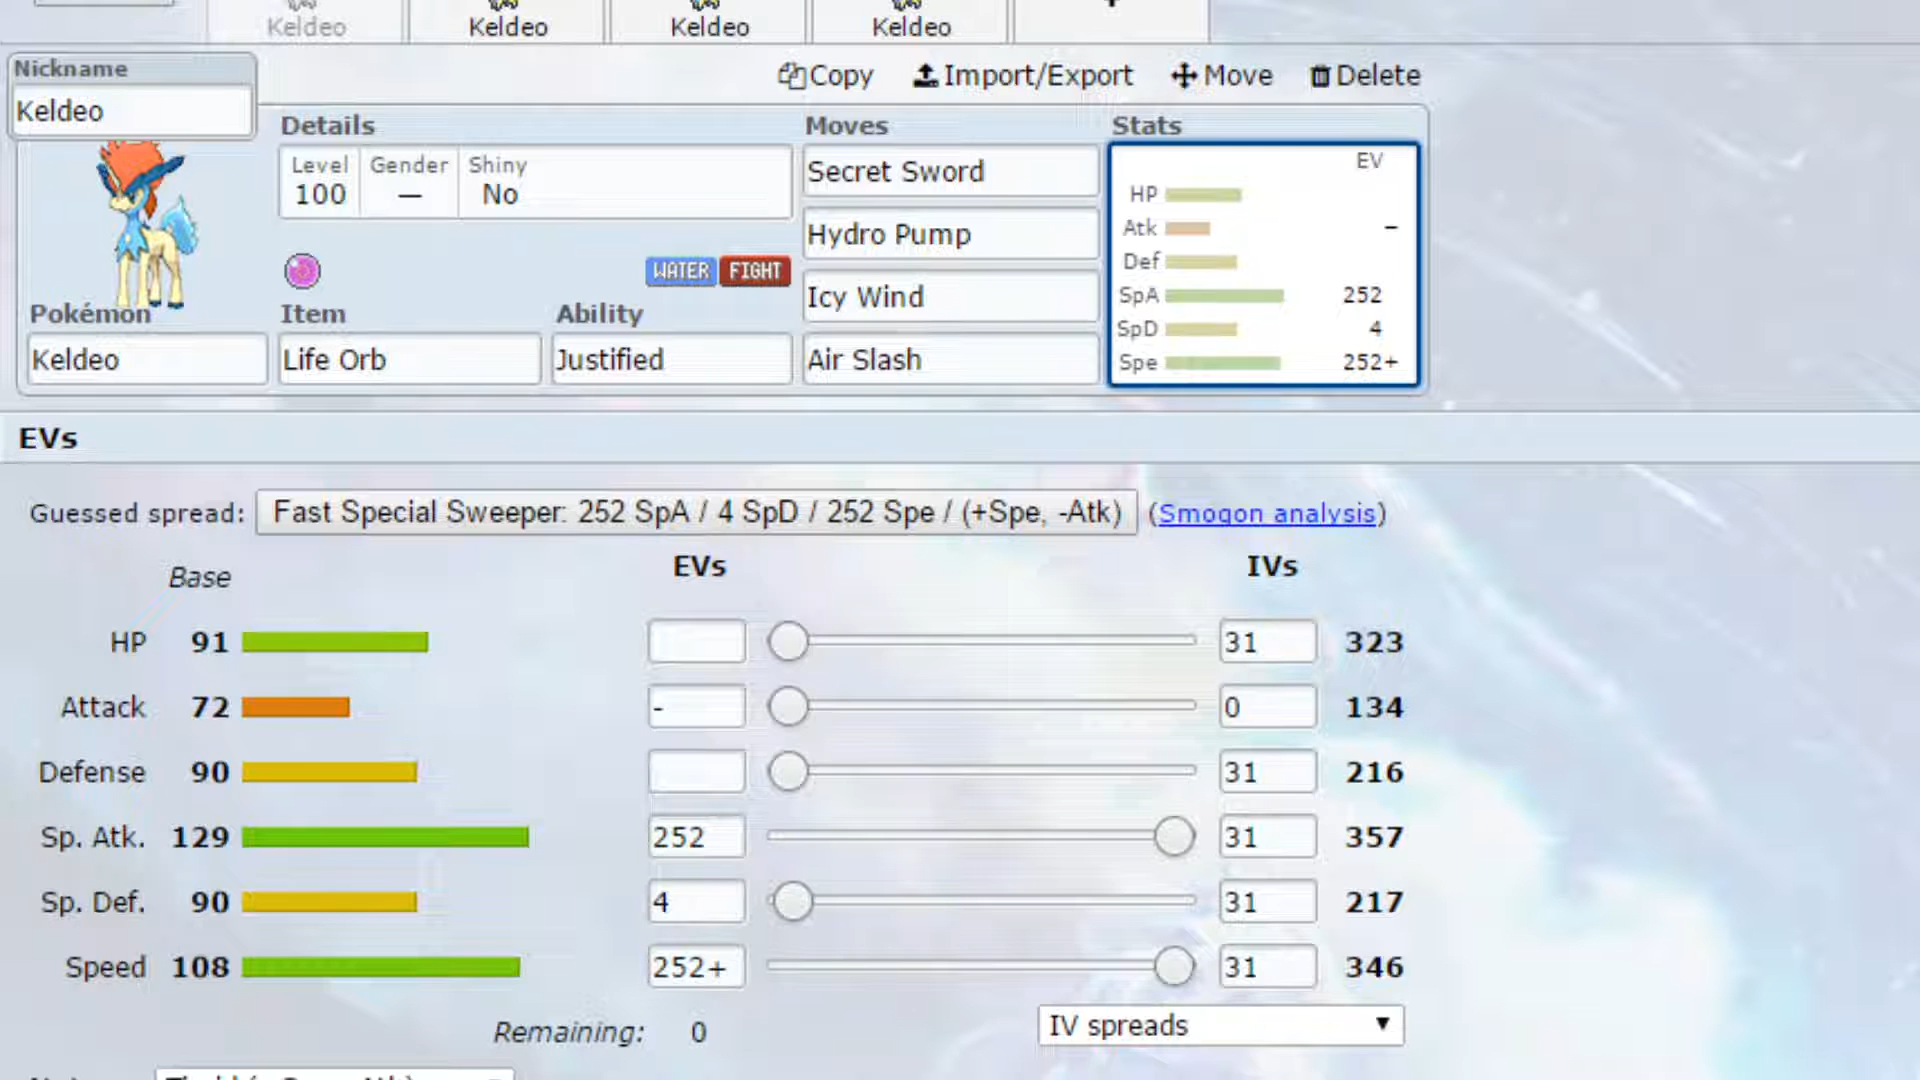 Keldeo Keldeo Keldeo Keldeo
Nickname
Keldeo
Copy Import/Export Move Delete
Details Moves Stats
Level Gender Shiny
100 — No
Secret Sword
Hydro Pump
Icy Wind
Air Slash
EV
HP
Atk –
Def
SpA 252
SpD 4
Spe 252+
WATER FIGHT
Pokémon Item Ability
Keldeo Life Orb Justified
EVs
Guessed spread: Fast Special Sweeper: 252 SpA / 4 SpD / 252 Spe / (+Spe, -Atk) (Smogon analysis)
Base EVs IVs
HP 91 31 323
Attack 72 - 0 134
Defense 90 31 216
Sp. Atk. 129 252 31 357
Sp. Def. 90 4 31 217
Speed 108 252+ 31 346
Remaining: 0
IV spreads